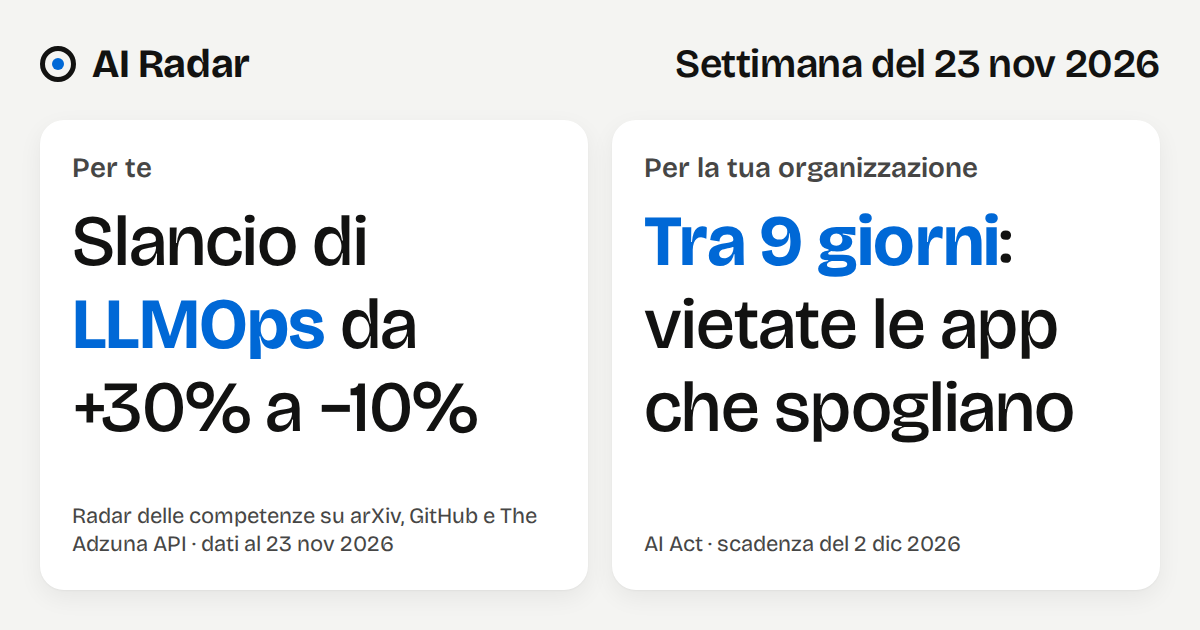 AI Radar
Settimana del 23 nov 2026
Per te
Slancio di
LLMOps da
+30% a −10%
Radar delle competenze su arXiv, GitHub e The
Adzuna API · dati al 23 nov 2026
Per la tua organizzazione
Tra 9 giorni:
vietate le app
che spogliano
AI Act · scadenza del 2 dic 2026